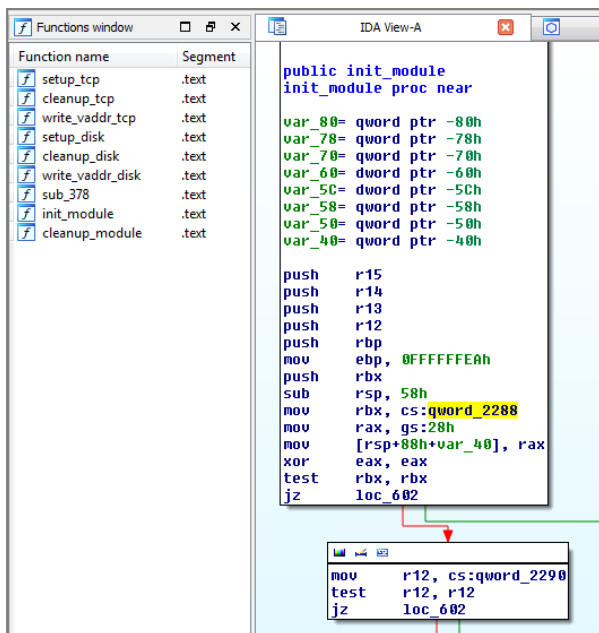 Functions window
Function name Segment
setup_tcp .text
cleanup_tcp .text
write_vaddr_tcp .text
setup_disk .text
cleanup_disk .text
write_vaddr_disk .text
sub_378 .text
init_module .text
cleanup_module .text
IDA View-A
public init_module
init_module proc near
var_80= qword ptr -80h
var_78= qword ptr -78h
var_70= qword ptr -70h
var_60= dword ptr -60h
var_5C= dword ptr -5Ch
var_58= qword ptr -58h
var_50= qword ptr -50h
var_40= qword ptr -40h
push r15
push r14
push r13
push r12
push rbp
mov ebp, 0FFFFFFEAh
push rbx
sub rsp, 58h
mov rbx, cs:qword_2288
mov rax, gs:28h
mov [rsp+88h+var_40], rax
xor eax, eax
test rbx, rbx
jz loc_602
mov r12, cs:qword_2290
test r12, r12
jz loc_602